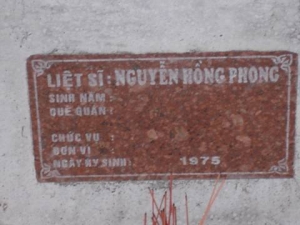 LIỆT SĨ: NGUYỄN HỒNG PHONG
SINH NĂM :
QUÊ QUÁN :
CHỨC VỤ :
ĐƠN VỊ :
NGÀY HY SINH: 1975